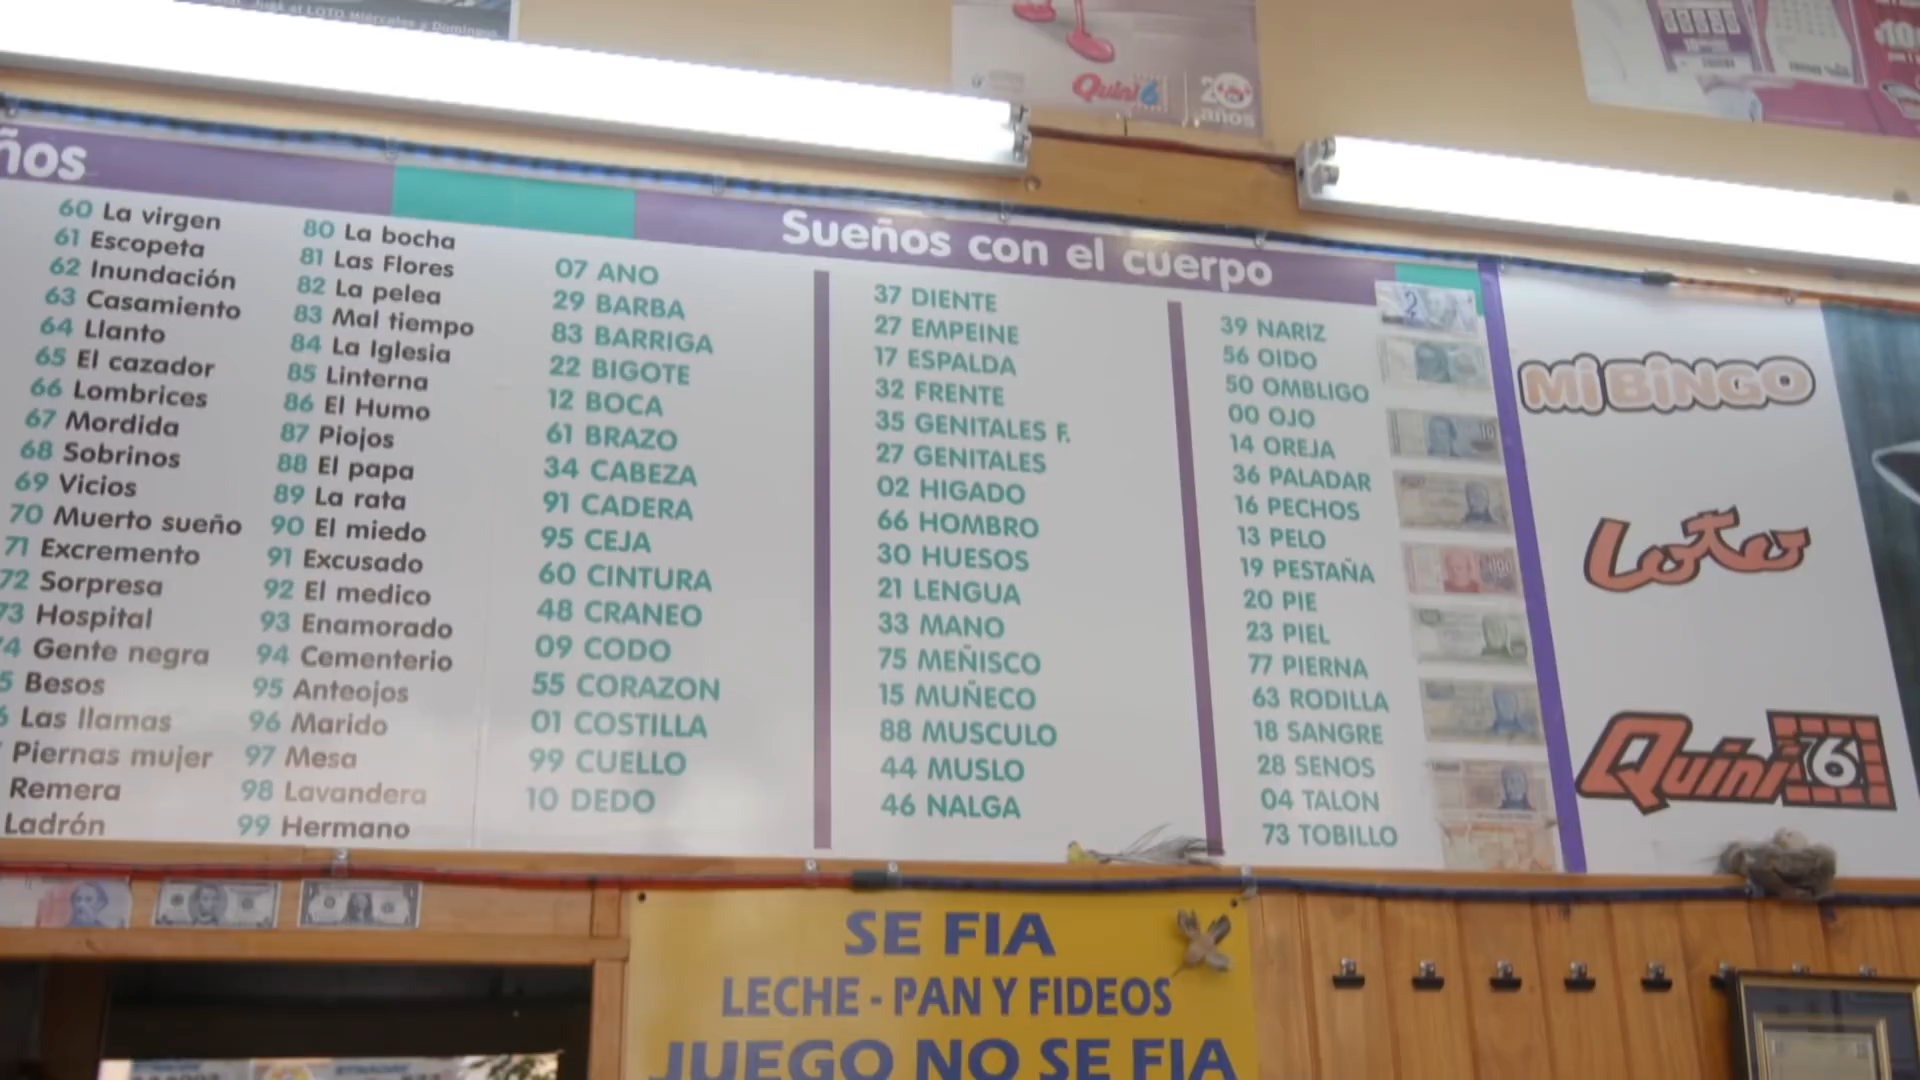 Jugá al LOTO Miércoles y Domingos
Quini 6
20
años
ños
60 La virgen
61 Escopeta
62 Inundación
63 Casamiento
64 Llanto
65 El cazador
66 Lombrices
67 Mordida
68 Sobrinos
69 Vicios
70 Muerto sueño
71 Excremento
72 Sorpresa
73 Hospital
4 Gente negra
5 Besos
6 Las llamas
Piernas mujer
Remera
Ladrón
80 La bocha
81 Las Flores
82 La pelea
83 Mal tiempo
84 La Iglesia
85 Linterna
86 El Humo
87 Piojos
88 El papa
89 La rata
90 El miedo
91 Excusado
92 El medico
93 Enamorado
94 Cementerio
95 Anteojos
96 Marido
97 Mesa
98 Lavandera
99 Hermano
Sueños con el cuerpo
07 ANO
29 BARBA
83 BARRIGA
22 BIGOTE
12 BOCA
61 BRAZO
34 CABEZA
91 CADERA
95 CEJA
60 CINTURA
48 CRANEO
09 CODO
55 CORAZON
01 COSTILLA
99 CUELLO
10 DEDO
37 DIENTE
27 EMPEINE
17 ESPALDA
32 FRENTE
35 GENITALES F.
27 GENITALES
02 HIGADO
66 HOMBRO
30 HUESOS
21 LENGUA
33 MANO
75 MEÑISCO
15 MUÑECO
88 MUSCULO
44 MUSLO
46 NALGA
39 NARIZ
56 OIDO
50 OMBLIGO
00 OJO
14 OREJA
36 PALADAR
16 PECHOS
13 PELO
19 PESTAÑA
20 PIE
23 PIEL
77 PIERNA
63 RODILLA
18 SANGRE
28 SENOS
04 TALON
73 TOBILLO
Mi BiNGO
Loto
Quini 6
SE FIA
LECHE - PAN Y FIDEOS
JUEGO NO SE FIA